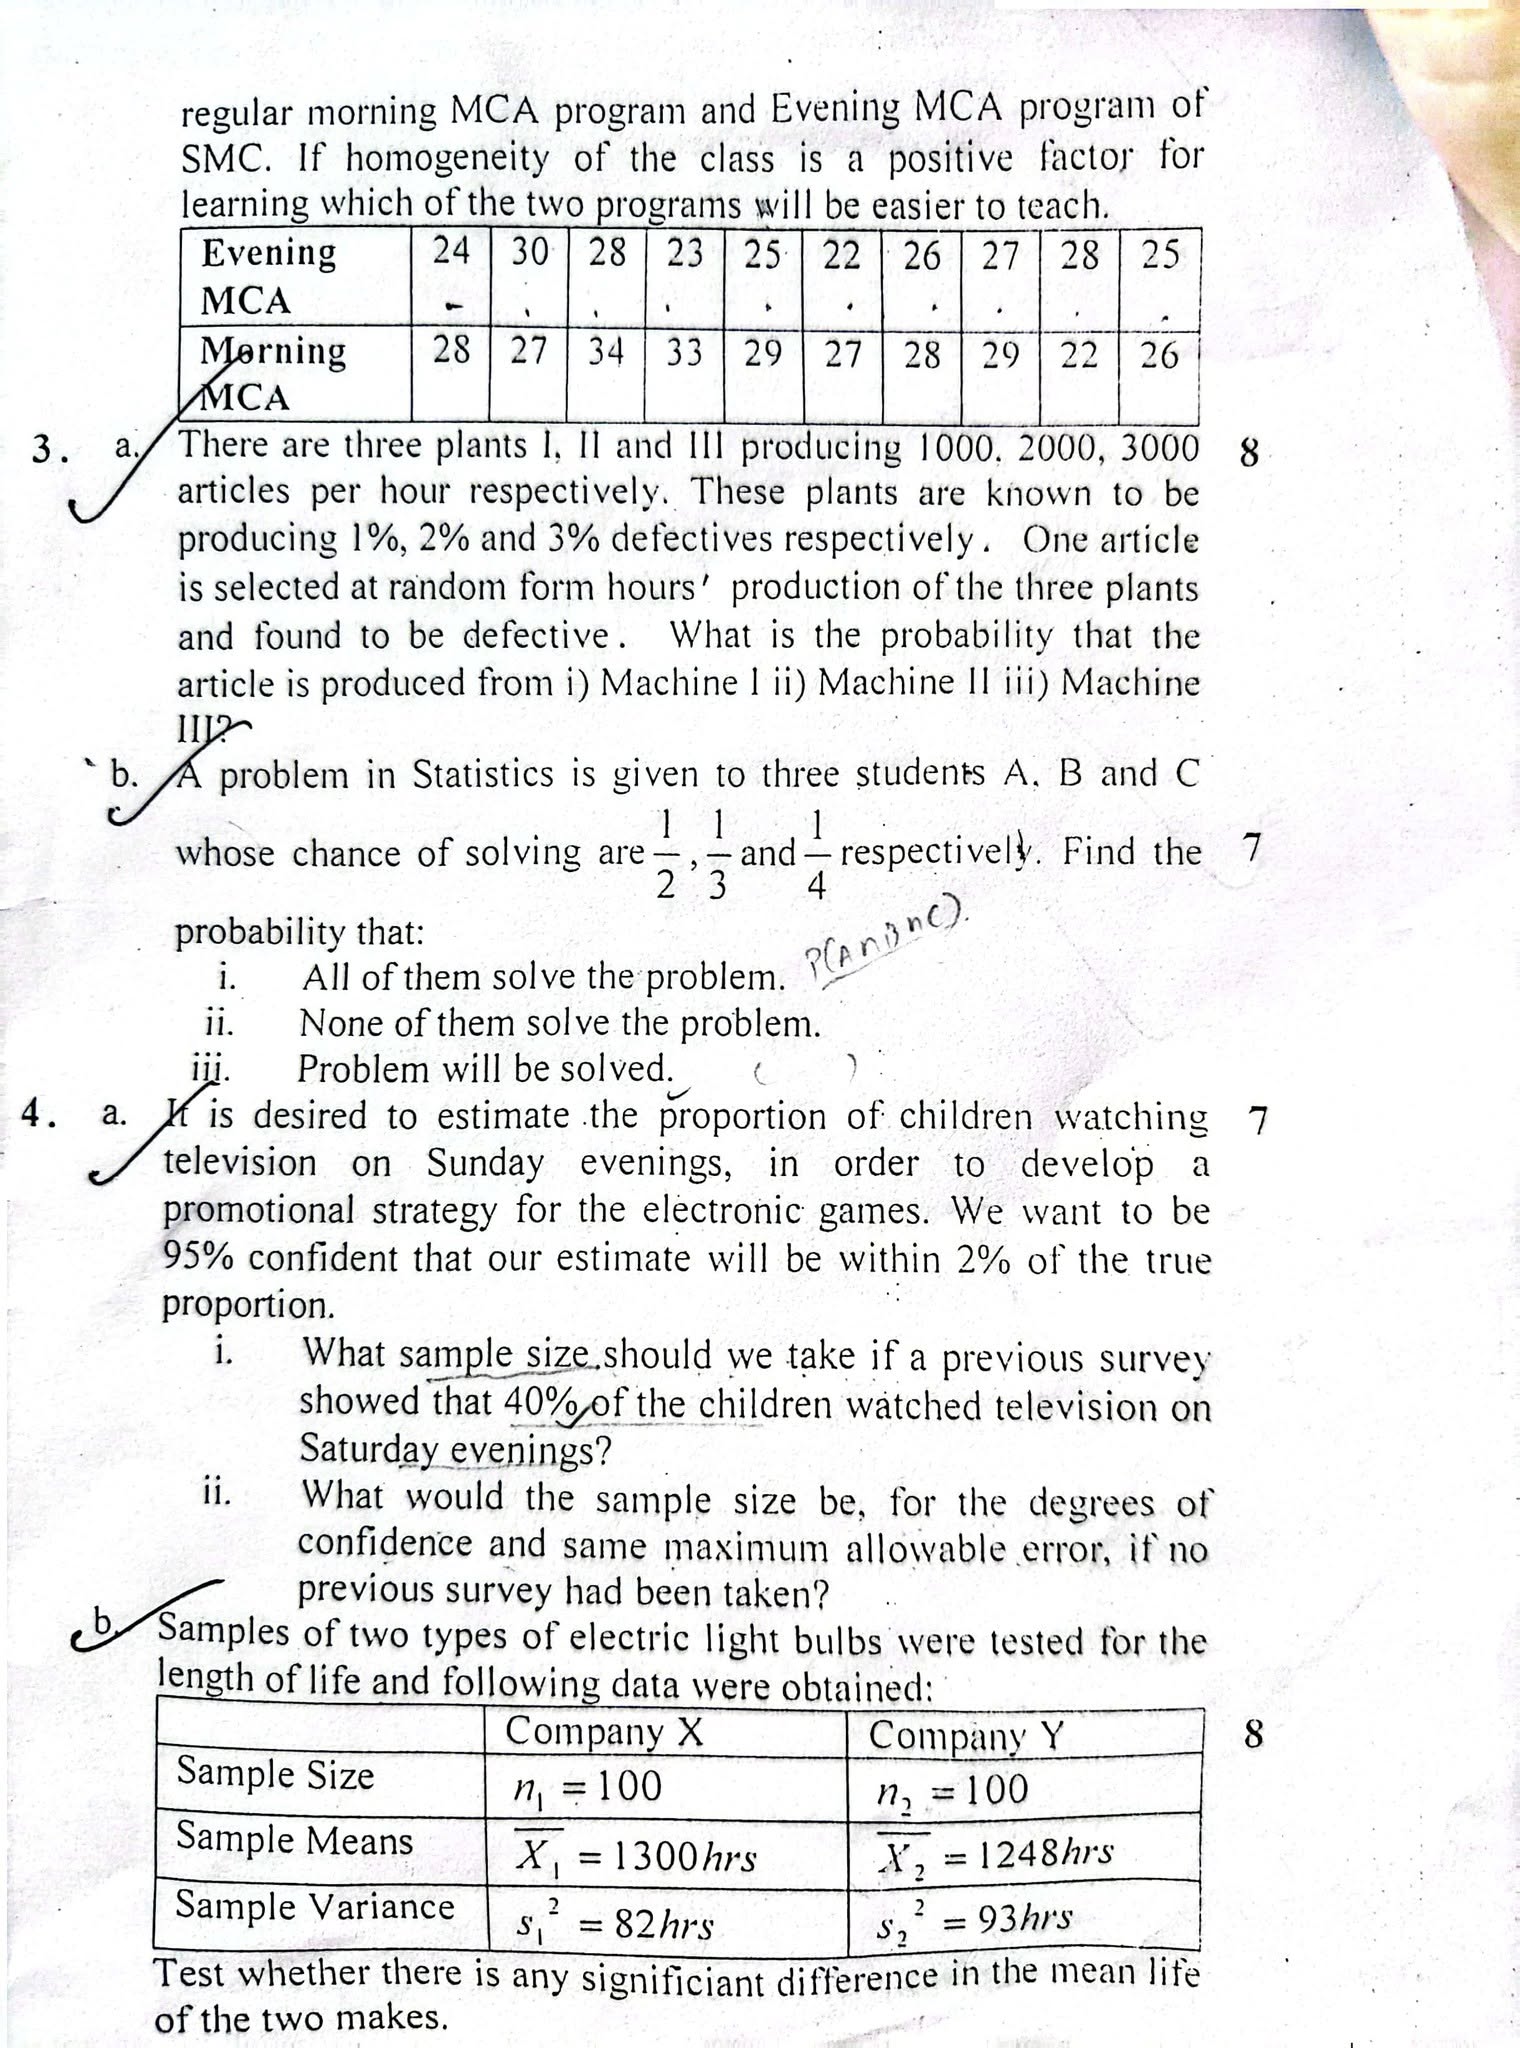 regular morning MCA program and Evening MCA program of
SMC. If homogeneity of the class is a positive factor for
learning which of the two programs will be easier to teach.
Evening MCA 24 30 28 23 25 22 26 27 28 25
Morning MCA 28 27 34 33 29 27 28 29 22 26
3. a. There are three plants I, II and III producing 1000, 2000, 3000 8
articles per hour respectively. These plants are known to be
producing 1%, 2% and 3% defectives respectively. One article
is selected at random form hours' production of the three plants
and found to be defective. What is the probability that the
article is produced from i) Machine I ii) Machine II iii) Machine
III?
b. A problem in Statistics is given to three students A, B and C
whose chance of solving are 1/2, 1/3 and 1/4 respectively. Find the 7
probability that:
P(A∩B∩C).
i. All of them solve the problem.
ii. None of them solve the problem.
iii. Problem will be solved. ( )
4. a. It is desired to estimate the proportion of children watching 7
television on Sunday evenings, in order to develop a
promotional strategy for the electronic games. We want to be
95% confident that our estimate will be within 2% of the true
proportion.
i. What sample size should we take if a previous survey
showed that 40% of the children watched television on
Saturday evenings?
ii. What would the sample size be, for the degrees of
confidence and same maximum allowable error, if no
previous survey had been taken?
b. Samples of two types of electric light bulbs were tested for the
length of life and following data were obtained:
Company X Company Y 8
Sample Size n₁ = 100 n₂ = 100
Sample Means X̅₁ = 1300hrs X̅₂ = 1248hrs
Sample Variance s₁² = 82hrs s₂² = 93hrs
Test whether there is any significiant difference in the mean life
of the two makes.